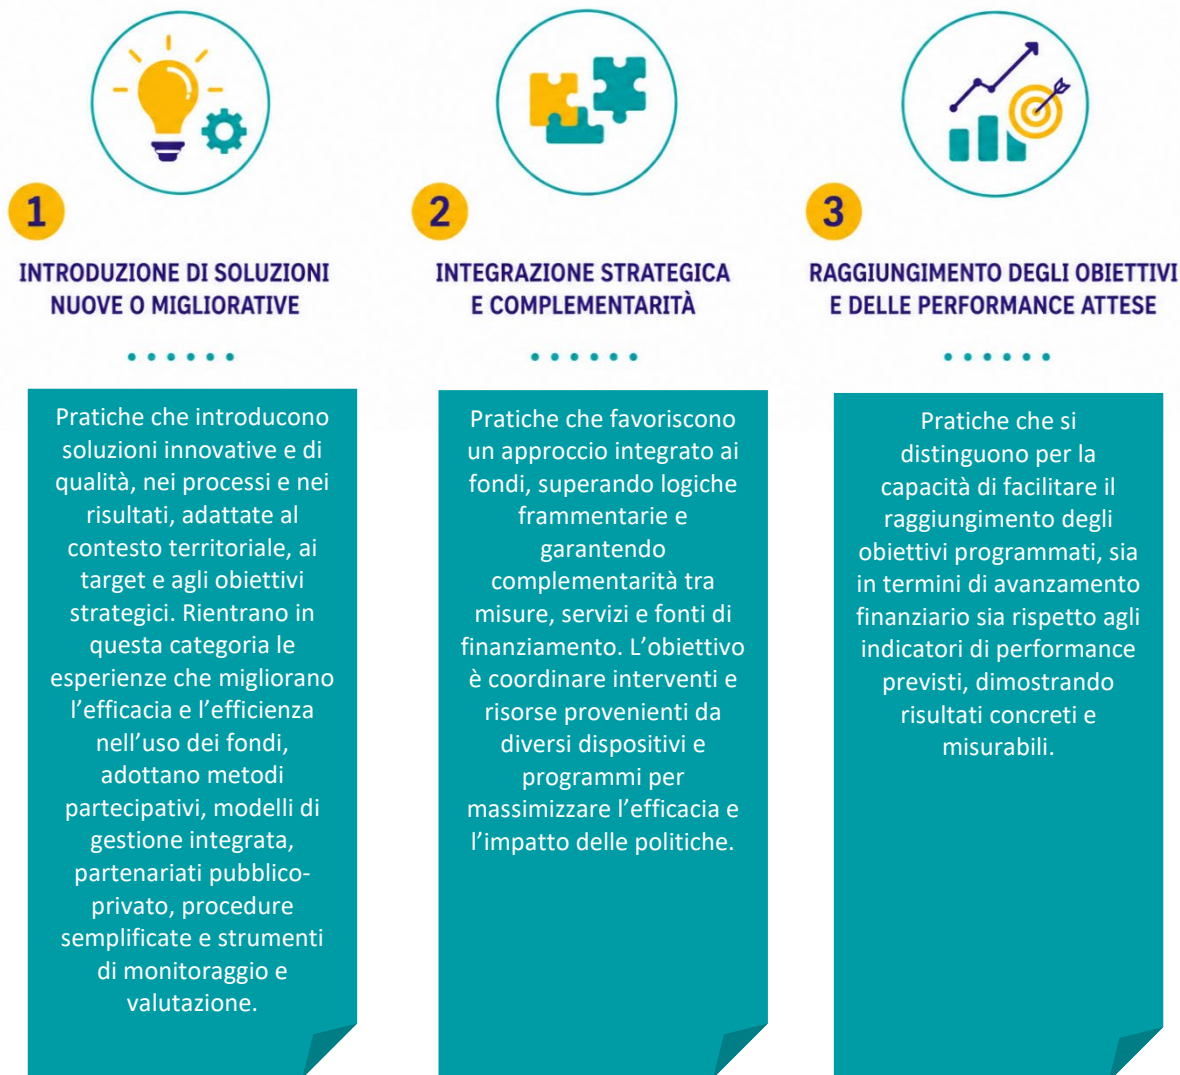 1
INTRODUZIONE DI SOLUZIONI
NUOVE O MIGLIORATIVE
Pratiche che introducono
soluzioni innovative e di
qualità, nei processi e nei
risultati, adattate al
contesto territoriale, ai
target e agli obiettivi
strategici. Rientrano in
questa categoria le
esperienze che migliorano
l’efficacia e l’efficienza
nell’uso dei fondi,
adottano metodi
partecipativi, modelli di
gestione integrata,
partenariati pubblico-
privato, procedure
semplificate e strumenti
di monitoraggio e
valutazione.
2
INTEGRAZIONE STRATEGICA
E COMPLEMENTARITÀ
Pratiche che favoriscono
un approccio integrato ai
fondi, superando logiche
frammentarie e
garantendo
complementarità tra
misure, servizi e fonti di
finanziamento. L’obiettivo
è coordinare interventi e
risorse provenienti da
diversi dispositivi e
programmi per
massimizzare l’efficacia e
l’impatto delle politiche.
3
RAGGIUNGIMENTO DEGLI OBIETTIVI
E DELLE PERFORMANCE ATTESE
Pratiche che si
distinguono per la
capacità di facilitare il
raggiungimento degli
obiettivi programmati, sia
in termini di avanzamento
finanziario sia rispetto agli
indicatori di performance
previsti, dimostrando
risultati concreti e
misurabili.